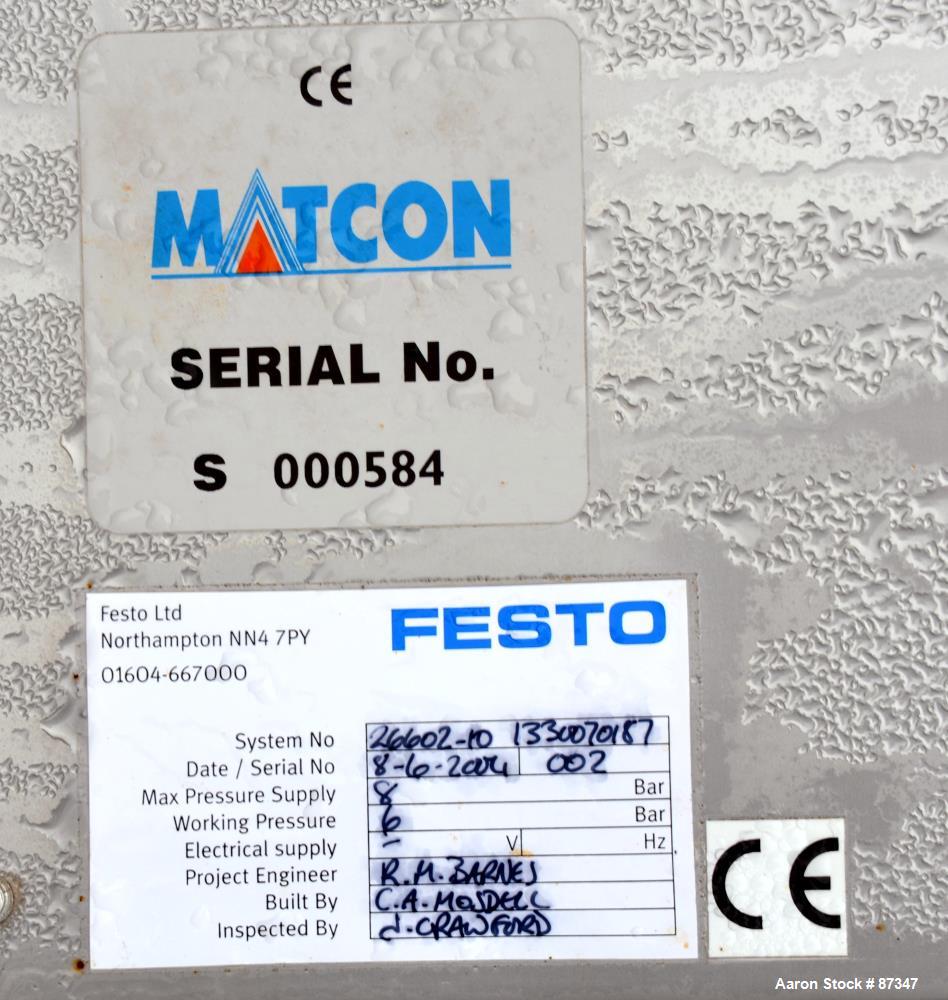 CE
MATCON
SERIAL No.
S 000584
Festo Ltd
Northampton NN4 7PY
01604-667000
FESTO
System No 26602-10 1330070187
Date / Serial No 8-6-2004 002
Max Pressure Supply 8 Bar
Working Pressure 6 Bar
Electrical supply - V Hz
Project Engineer R.M. BARNES
Built By C.A. MOSDELL
Inspected By J. CRAWFORD
CE
Aaron Stock # 87347